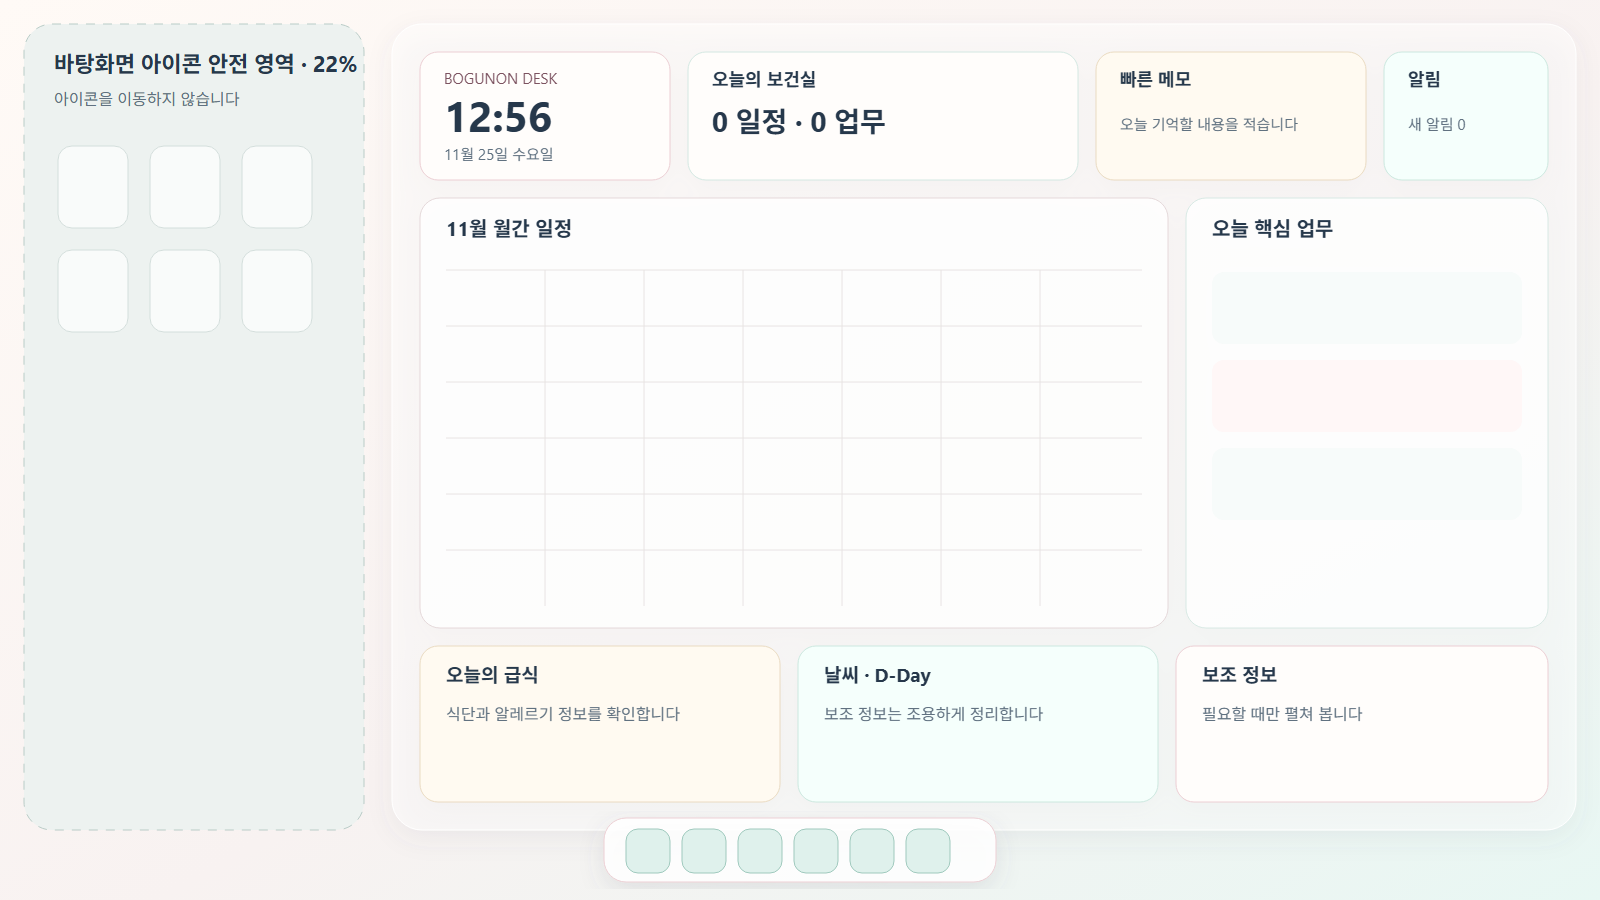 바탕화면 아이콘 안전 영역 · 22%
아이콘을 이동하지 않습니다
BOGUNON DESK
12:56
11월 25일 수요일
오늘의 보건실
0 일정 · 0 업무
빠른 메모
오늘 기억할 내용을 적습니다
알림
새 알림 0
11월 월간 일정
오늘 핵심 업무
오늘의 급식
식단과 알레르기 정보를 확인합니다
날씨 · D-Day
보조 정보는 조용하게 정리합니다
보조 정보
필요할 때만 펼쳐 봅니다